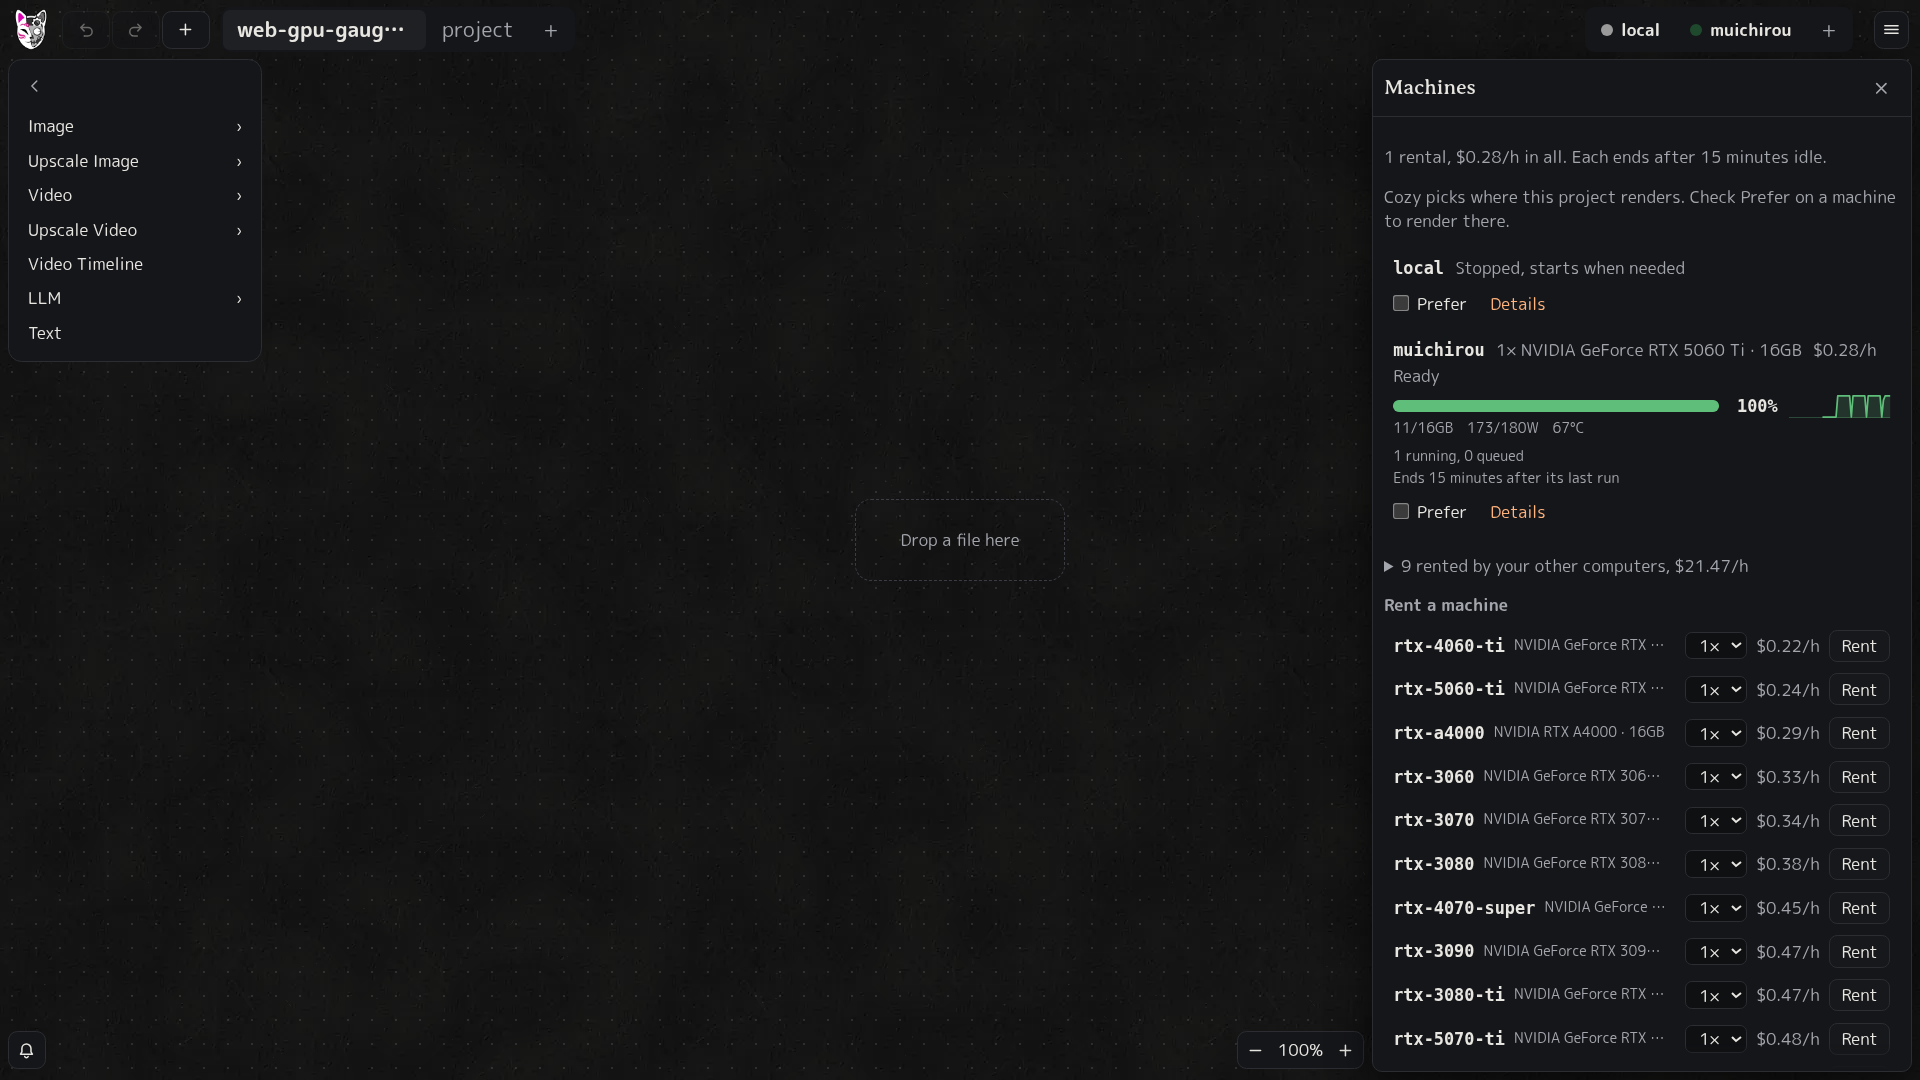 web-gpu-gaug···
project
local
muichirou
Image
Upscale Image
Video
Upscale Video
Video Timeline
LLM
Text
Drop a file here
100%
Machines
1 rental, $0.28/h in all. Each ends after 15 minutes idle.
Cozy picks where this project renders. Check Prefer on a machine
to render there.
local Stopped, starts when needed
Prefer Details
muichirou 1× NVIDIA GeForce RTX 5060 Ti · 16GB $0.28/h
Ready
100%
11/16GB 173/180W 67°C
1 running, 0 queued
Ends 15 minutes after its last run
Prefer Details
9 rented by your other computers, $21.47/h
Rent a machine
rtx-4060-ti NVIDIA GeForce RTX ··· 1× $0.22/h Rent
rtx-5060-ti NVIDIA GeForce RTX ··· 1× $0.24/h Rent
rtx-a4000 NVIDIA RTX A4000 · 16GB 1× $0.29/h Rent
rtx-3060 NVIDIA GeForce RTX 306··· 1× $0.33/h Rent
rtx-3070 NVIDIA GeForce RTX 307··· 1× $0.34/h Rent
rtx-3080 NVIDIA GeForce RTX 308··· 1× $0.38/h Rent
rtx-4070-super NVIDIA GeForce ··· 1× $0.45/h Rent
rtx-3090 NVIDIA GeForce RTX 309··· 1× $0.47/h Rent
rtx-3080-ti NVIDIA GeForce RTX ··· 1× $0.47/h Rent
rtx-5070-ti NVIDIA GeForce RTX ··· 1× $0.48/h Rent